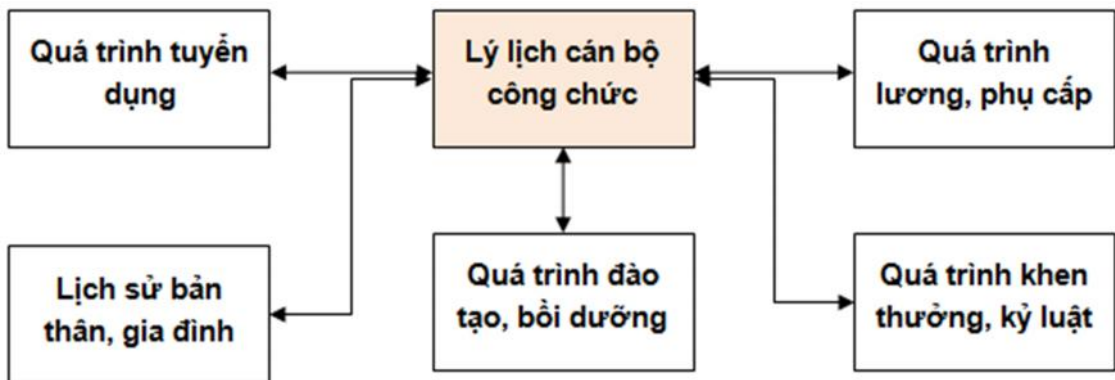 Quá trình tuyển
dụng
Lý lịch cán bộ
công chức
Quá trình
lương, phụ cấp
Lịch sử bản
thân, gia đình
Quá trình đào
tạo, bồi dưỡng
Quá trình khen
thưởng, kỷ luật